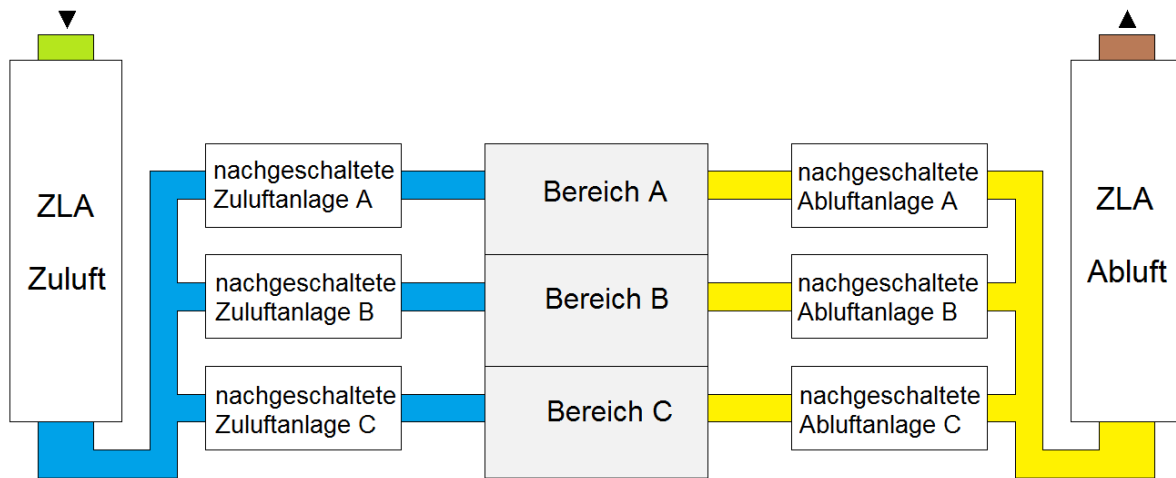 ZLA
Zuluft
nachgeschaltete
Zuluftanlage A
Bereich A
nachgeschaltete
Abluftanlage A
ZLA
Abluft
nachgeschaltete
Zuluftanlage B
Bereich B
nachgeschaltete
Abluftanlage B
nachgeschaltete
Zuluftanlage C
Bereich C
nachgeschaltete
Abluftanlage C